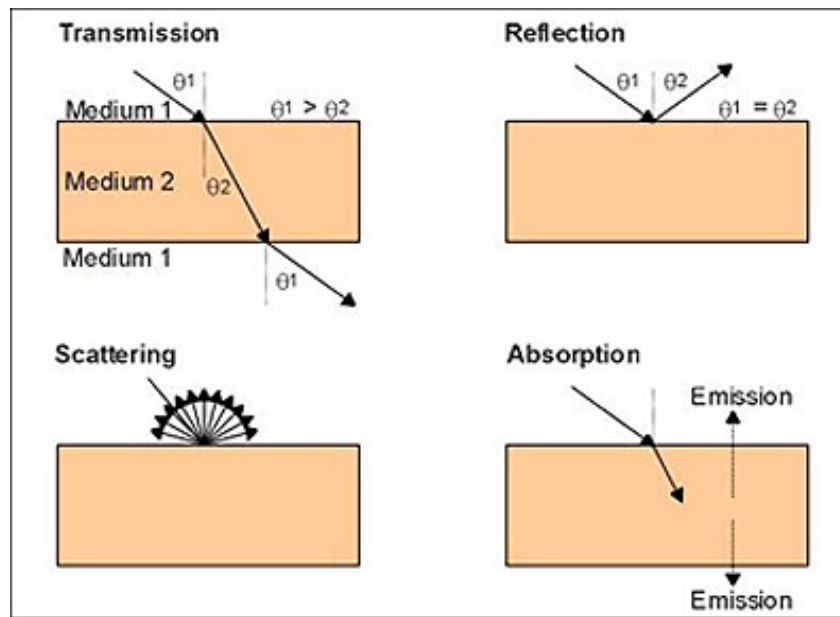 Transmission
θ1
Medium 1
θ1 > θ2
Medium 2
θ2
Medium 1
θ1
Reflection
θ1
θ2
θ1 = θ2
Scattering
Absorption
Emission
Emission